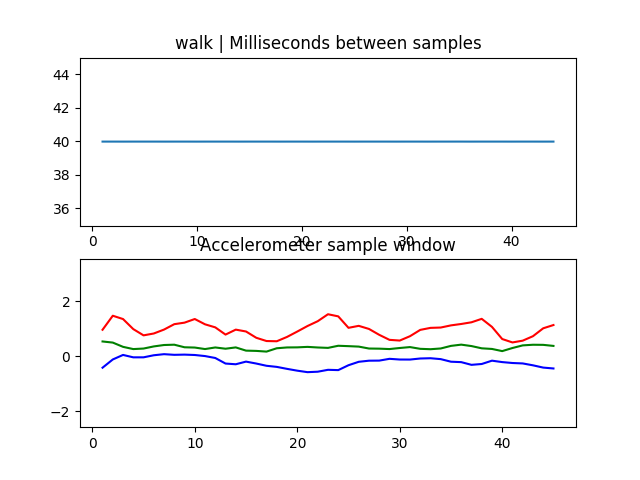 walk | Milliseconds between samples
44
42
40
38
36
0 10 20 30 40
Accelerometer sample window
2
0
−2
0 10 20 30 40